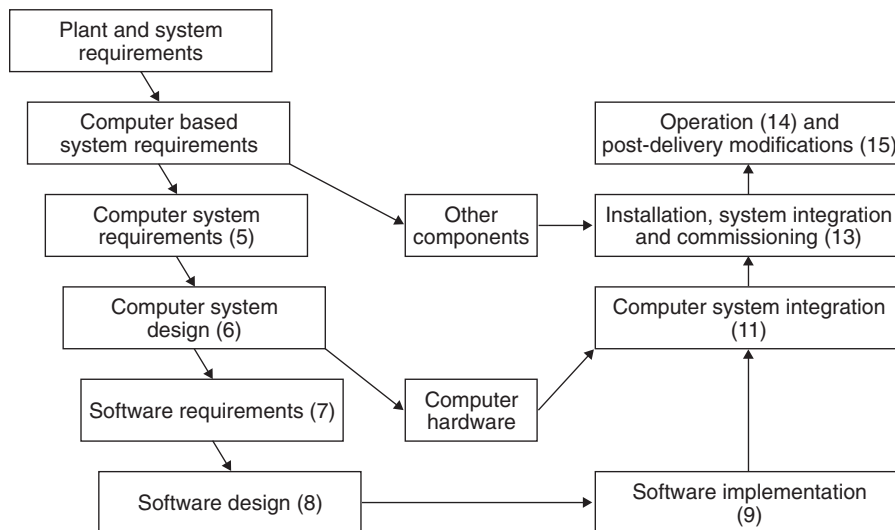 Plant and system
requirements
Computer based
system requirements
Operation (14) and
post-delivery modifications (15)
Computer system
requirements (5)
Other
components
Installation, system integration
and commissioning (13)
Computer system
design (6)
Computer system integration
(11)
Software requirements (7)
Computer
hardware
Software design (8)
Software implementation
(9)